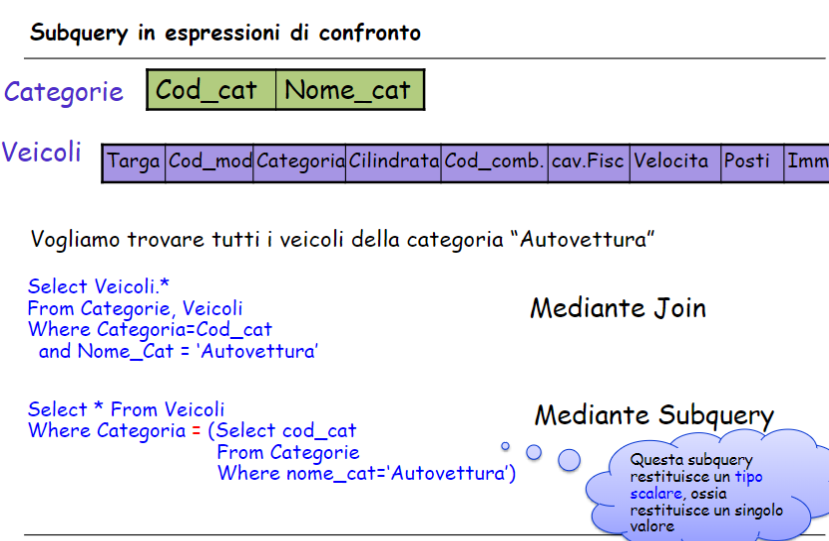 Subquery in espressioni di confronto
Categorie Cod_cat Nome_cat
Veicoli Targa Cod_mod Categoria Cilindrata Cod_comb. cav.Fisc Velocita Posti Imm
Vogliamo trovare tutti i veicoli della categoria “Autovettura”
Select Veicoli.*
From Categorie, Veicoli
Where Categoria=Cod_cat
and Nome_Cat = ‘Autovettura’
Mediante Join
Select * From Veicoli
Where Categoria = (Select cod_cat
From Categorie
Where nome_cat=‘Autovettura’)
Mediante Subquery
Questa subquery
restituisce un tipo
scalare, ossia
restituisce un singolo
valore